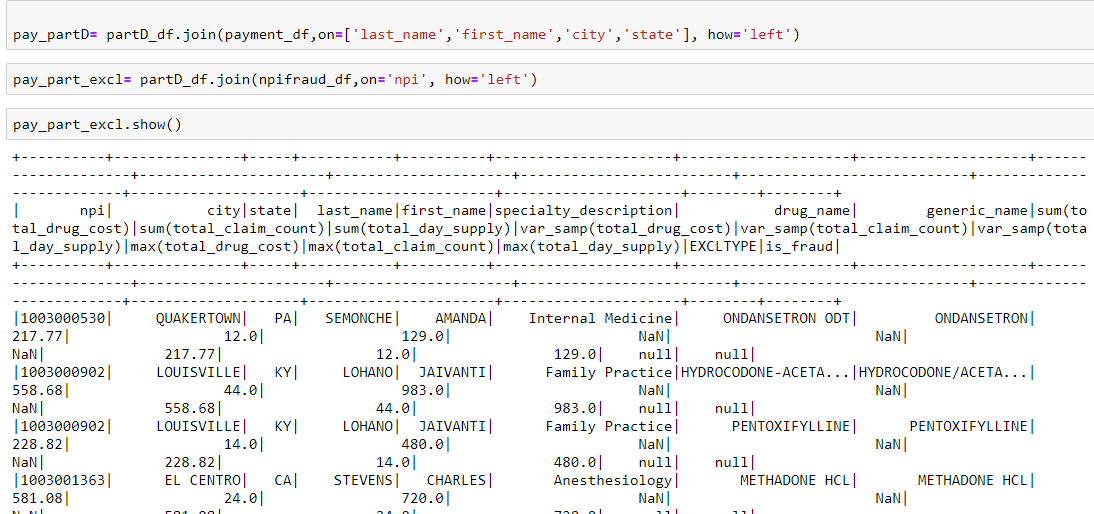 pay_partD= partD_df.join(payment_df,on=['last_name','first_name','city','state'], how='left')
pay_part_excl= partD_df.join(npifraud_df,on='npi', how='left')
pay_part_excl.show()
+----------+---------------+-----+-----------+----------+---------------------+--------------------+--------------------+------
--------------+----------------------+---------------------+-------------------------+---------------------------+-------------
-------------+--------------------+----------------------+---------------------+--------+--------+
|       npi|           city|state|  last_name|first_name|specialty_description|           drug_name|        generic_name|sum(to
tal_drug_cost)|sum(total_claim_count)|sum(total_day_supply)|var_samp(total_drug_cost)|var_samp(total_claim_count)|var_samp(tota
l_day_supply)|max(total_drug_cost)|max(total_claim_count)|max(total_day_supply)|EXCLTYPE|is_fraud|
+----------+---------------+-----+-----------+----------+---------------------+--------------------+--------------------+------
--------------+----------------------+---------------------+-------------------------+---------------------------+-------------
-------------+--------------------+----------------------+---------------------+--------+--------+
|1003000530|     QUAKERTOWN|   PA|   SEMONCHE|    AMANDA|    Internal Medicine|     ONDANSETRON ODT|         ONDANSETRON|
217.77|                  12.0|                129.0|                      NaN|                        NaN|
NaN|              217.77|                  12.0|                129.0|    null|    null|
|1003000902|     LOUISVILLE|   KY|     LOHANO|  JAIVANTI|      Family Practice|HYDROCODONE-ACETA...|HYDROCODONE/ACETA...|
558.68|                  44.0|                983.0|                      NaN|                        NaN|
NaN|              558.68|                  44.0|                983.0|    null|    null|
|1003000902|     LOUISVILLE|   KY|     LOHANO|  JAIVANTI|      Family Practice|      PENTOXIFYLLINE|      PENTOXIFYLLINE|
228.82|                  14.0|                480.0|                      NaN|                        NaN|
NaN|              228.82|                  14.0|                480.0|    null|    null|
|1003001363|      EL CENTRO|   CA|    STEVENS|   CHARLES|       Anesthesiology|       METHADONE HCL|       METHADONE HCL|
581.08|                  24.0|                720.0|                      NaN|                        NaN|